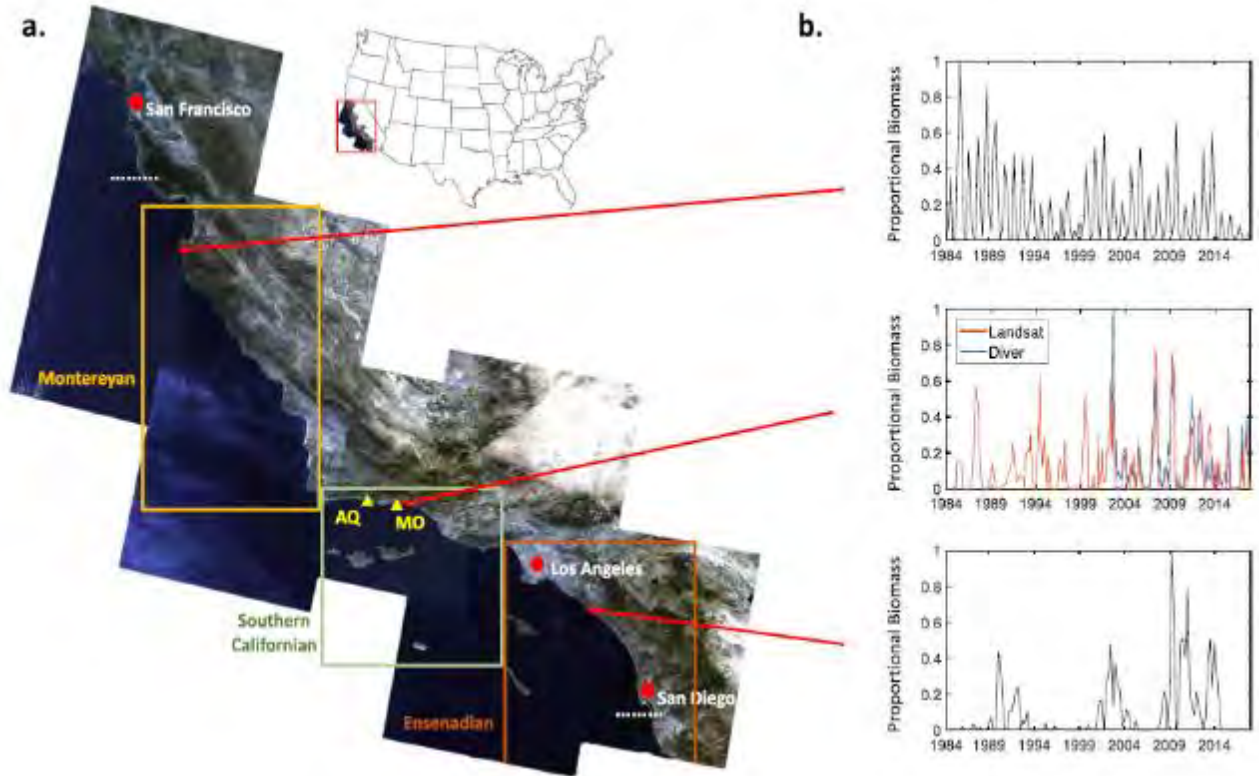 a.
San Francisco
Montereyan
AQ
MO
Los Angeles
Southern
Californian
San Diego
Ensenadian
b.
Proportional Biomass
1
0.8
0.6
0.4
0.2
0
1984 1989 1994 1999 2004 2009 2014
Proportional Biomass
1
0.8
0.6
0.4
0.2
0
Landsat
Diver
1984 1989 1994 1999 2004 2009 2014
Proportional Biomass
1
0.8
0.6
0.4
0.2
0
1984 1989 1994 1999 2004 2009 2014